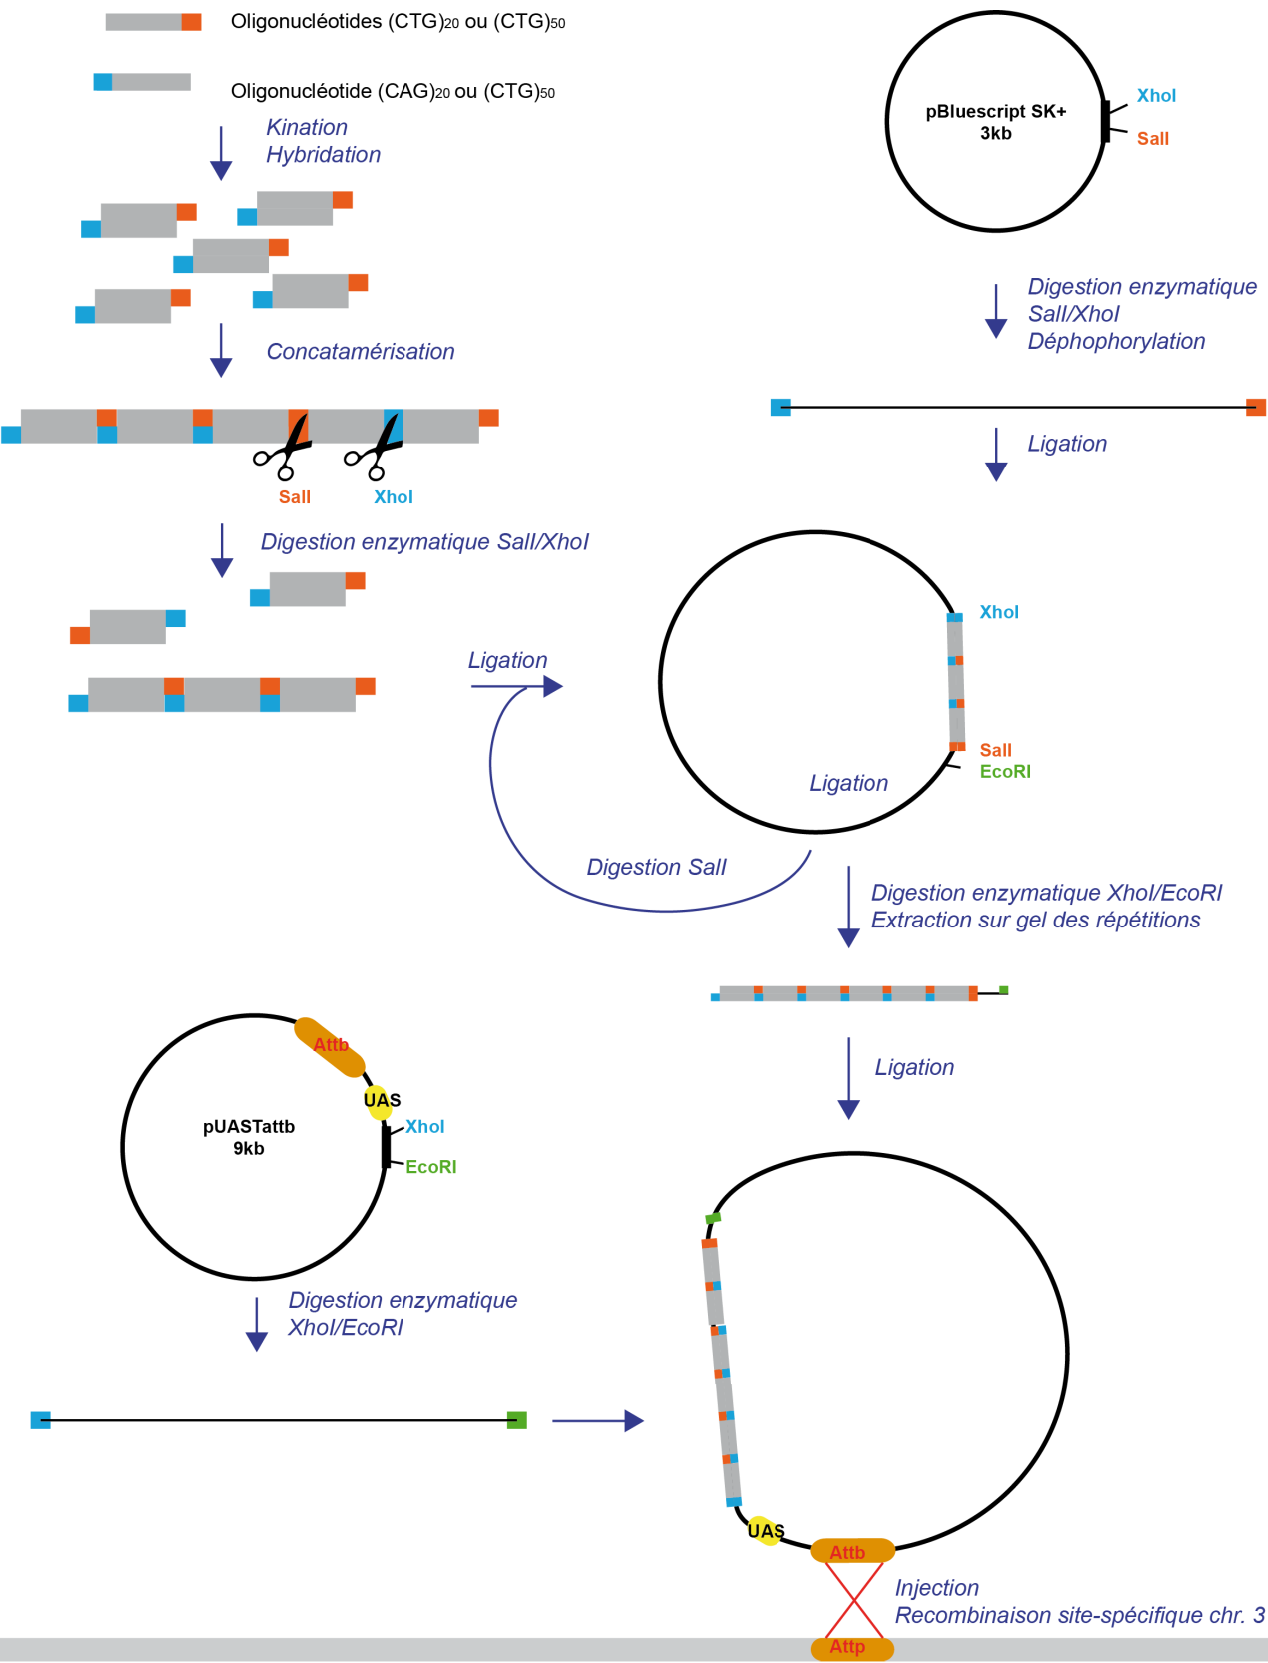 Oligonucléotides (CTG)20 ou (CTG)50
Oligonucléotide (CAG)20 ou (CTG)50
Kination
Hybridation
Concatamérisation
SalI
XhoI
Digestion enzymatique SalI/XhoI
pBluescript SK+
3kb
XhoI
SalI
Digestion enzymatique
SalI/XhoI
Déphophorylation
Ligation
Ligation
XhoI
SalI
EcoRI
Ligation
Digestion SalI
Digestion enzymatique XhoI/EcoRI
Extraction sur gel des répétitions
Ligation
Attb
UAS
pUASTattb
9kb
XhoI
EcoRI
Digestion enzymatique
XhoI/EcoRI
UAS
Attb
Injection
Recombinaison site-spécifique chr. 3
Attp